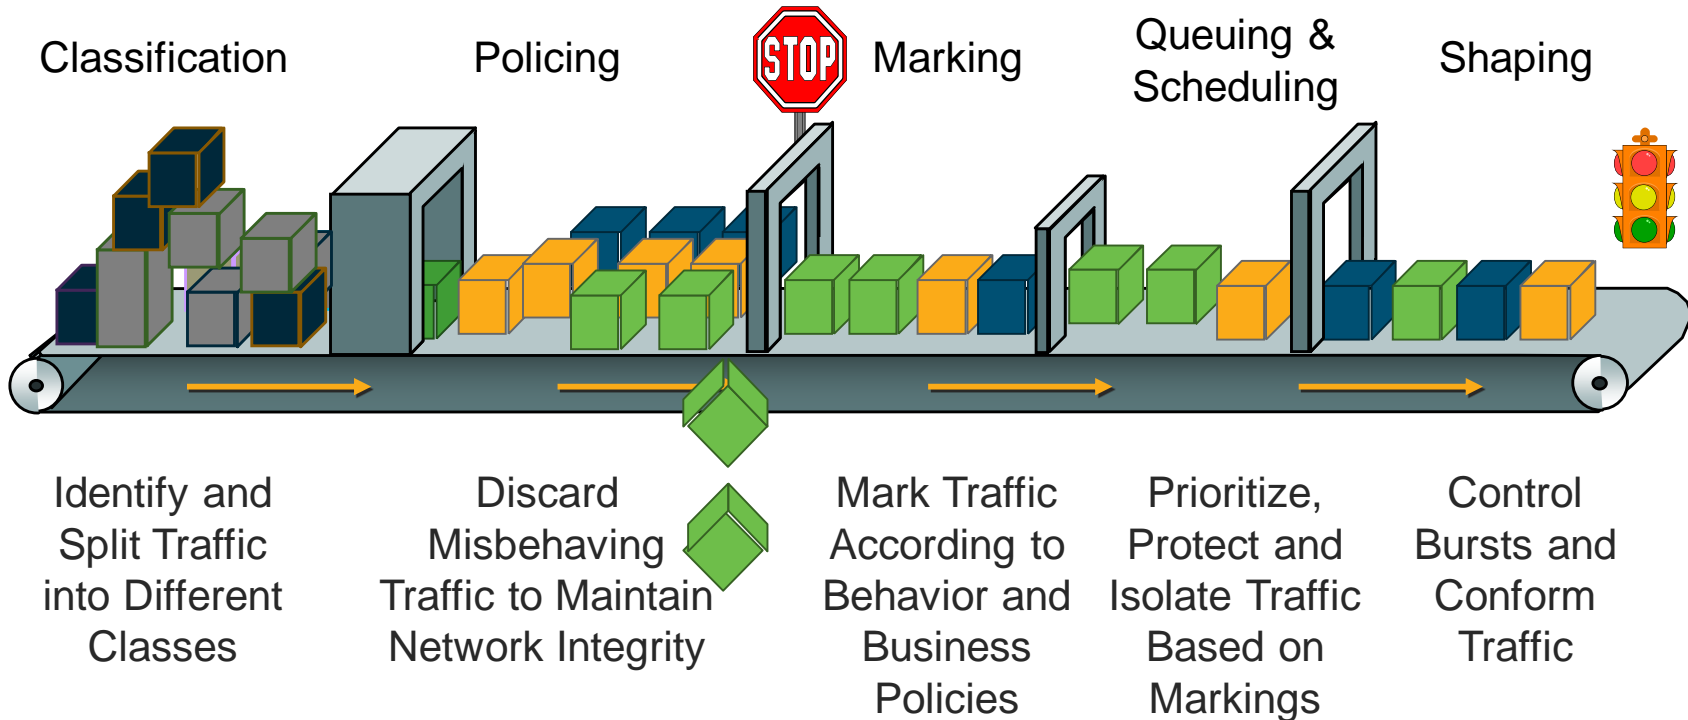 Classification
Policing
STOP
Marking
Queuing &
Scheduling
Shaping
Identify and
Split Traffic
into Different
Classes
Discard
Misbehaving
Traffic to Maintain
Network Integrity
Mark Traffic
According to
Behavior and
Business
Policies
Prioritize,
Protect and
Isolate Traffic
Based on
Markings
Control
Bursts and
Conform
Traffic